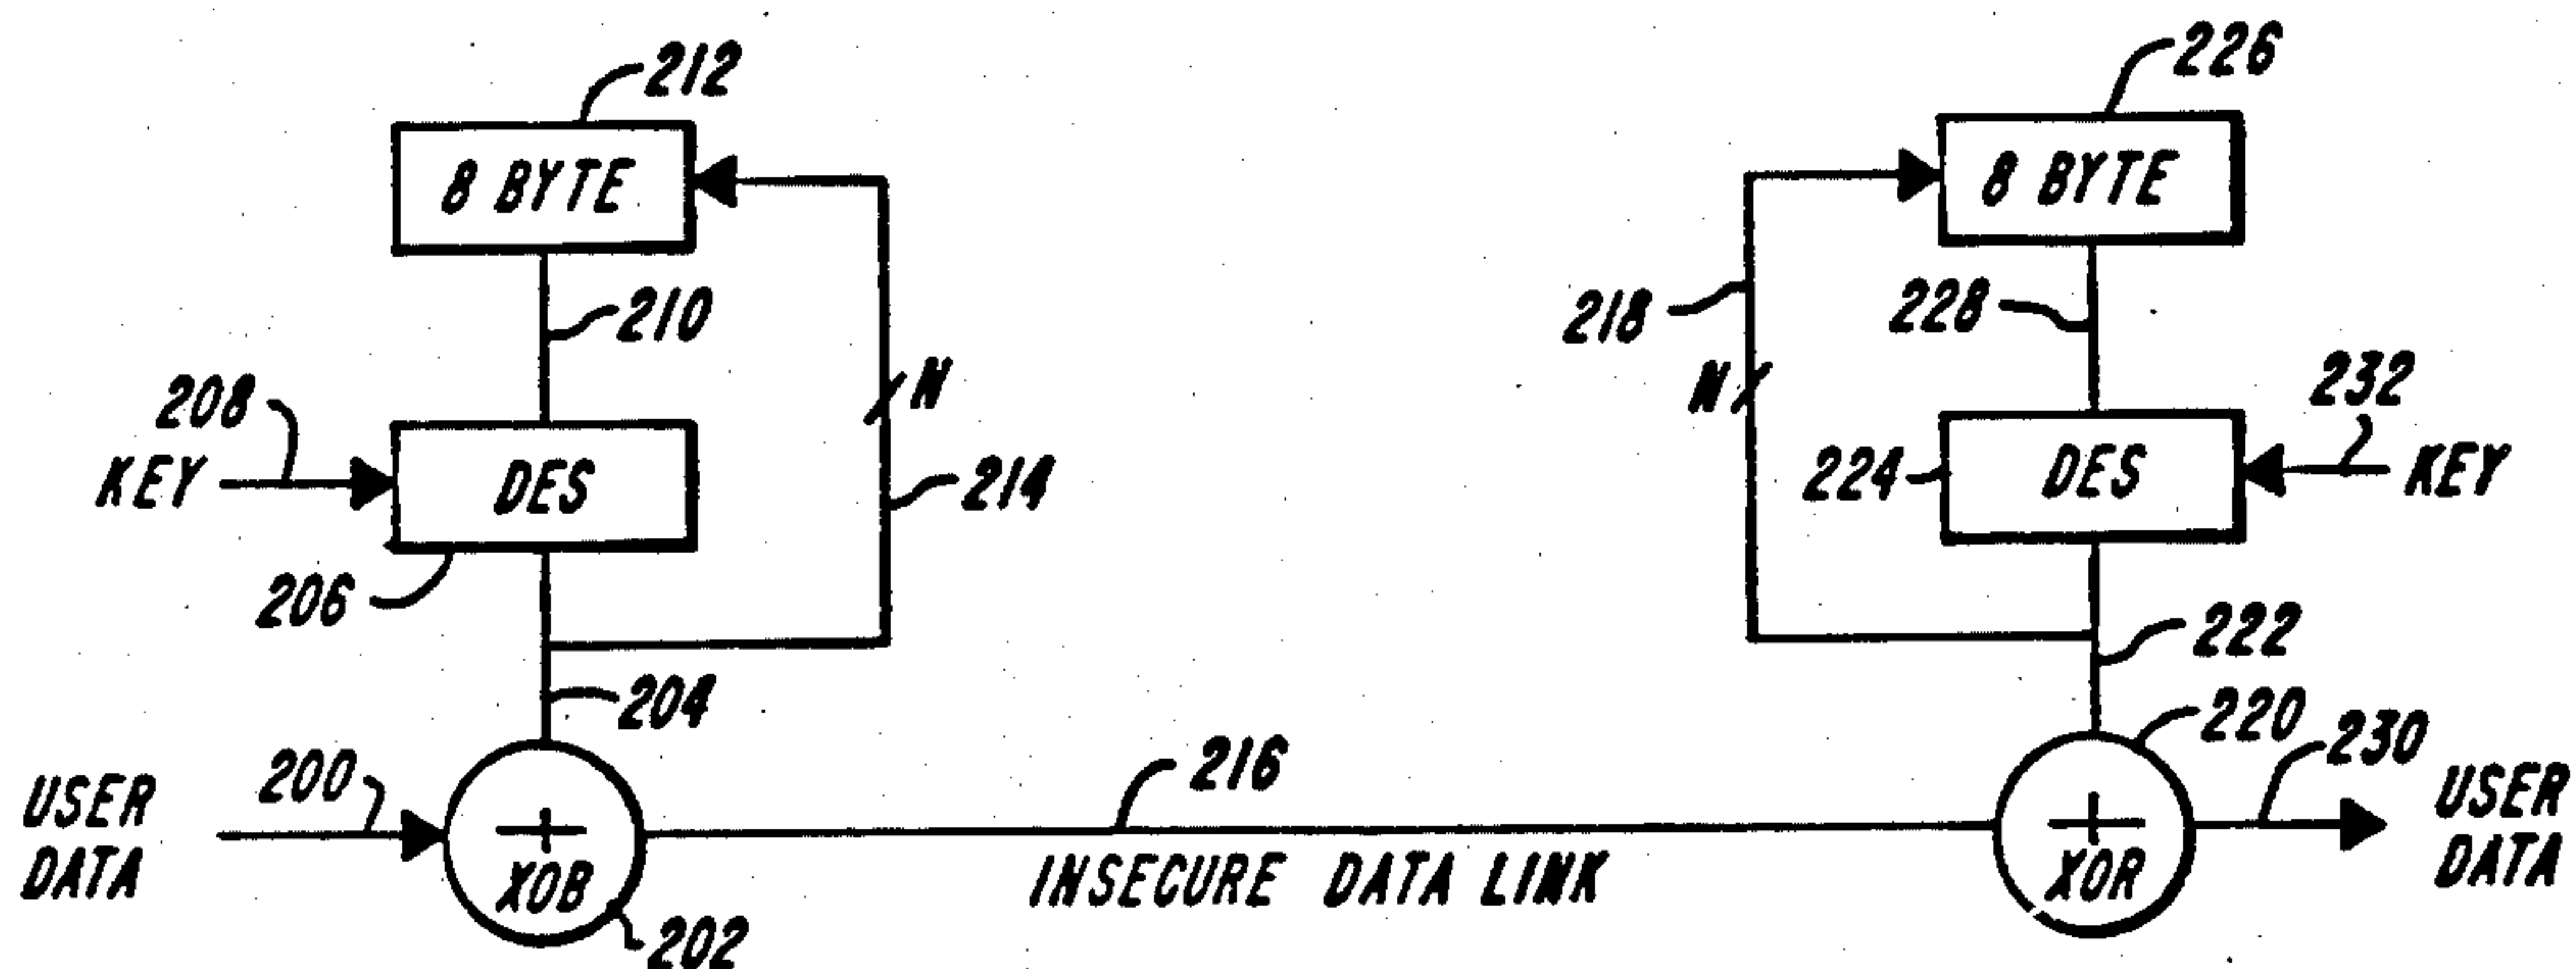 212
226
8 BYTE
8 BYTE
210
218
228
208
N
N
232
KEY
DES
214
224
DES
KEY
206
222
204
220
USER
DATA
200
216
230
USER
DATA
XOB
INSECURE DATA LINK
XOR
202